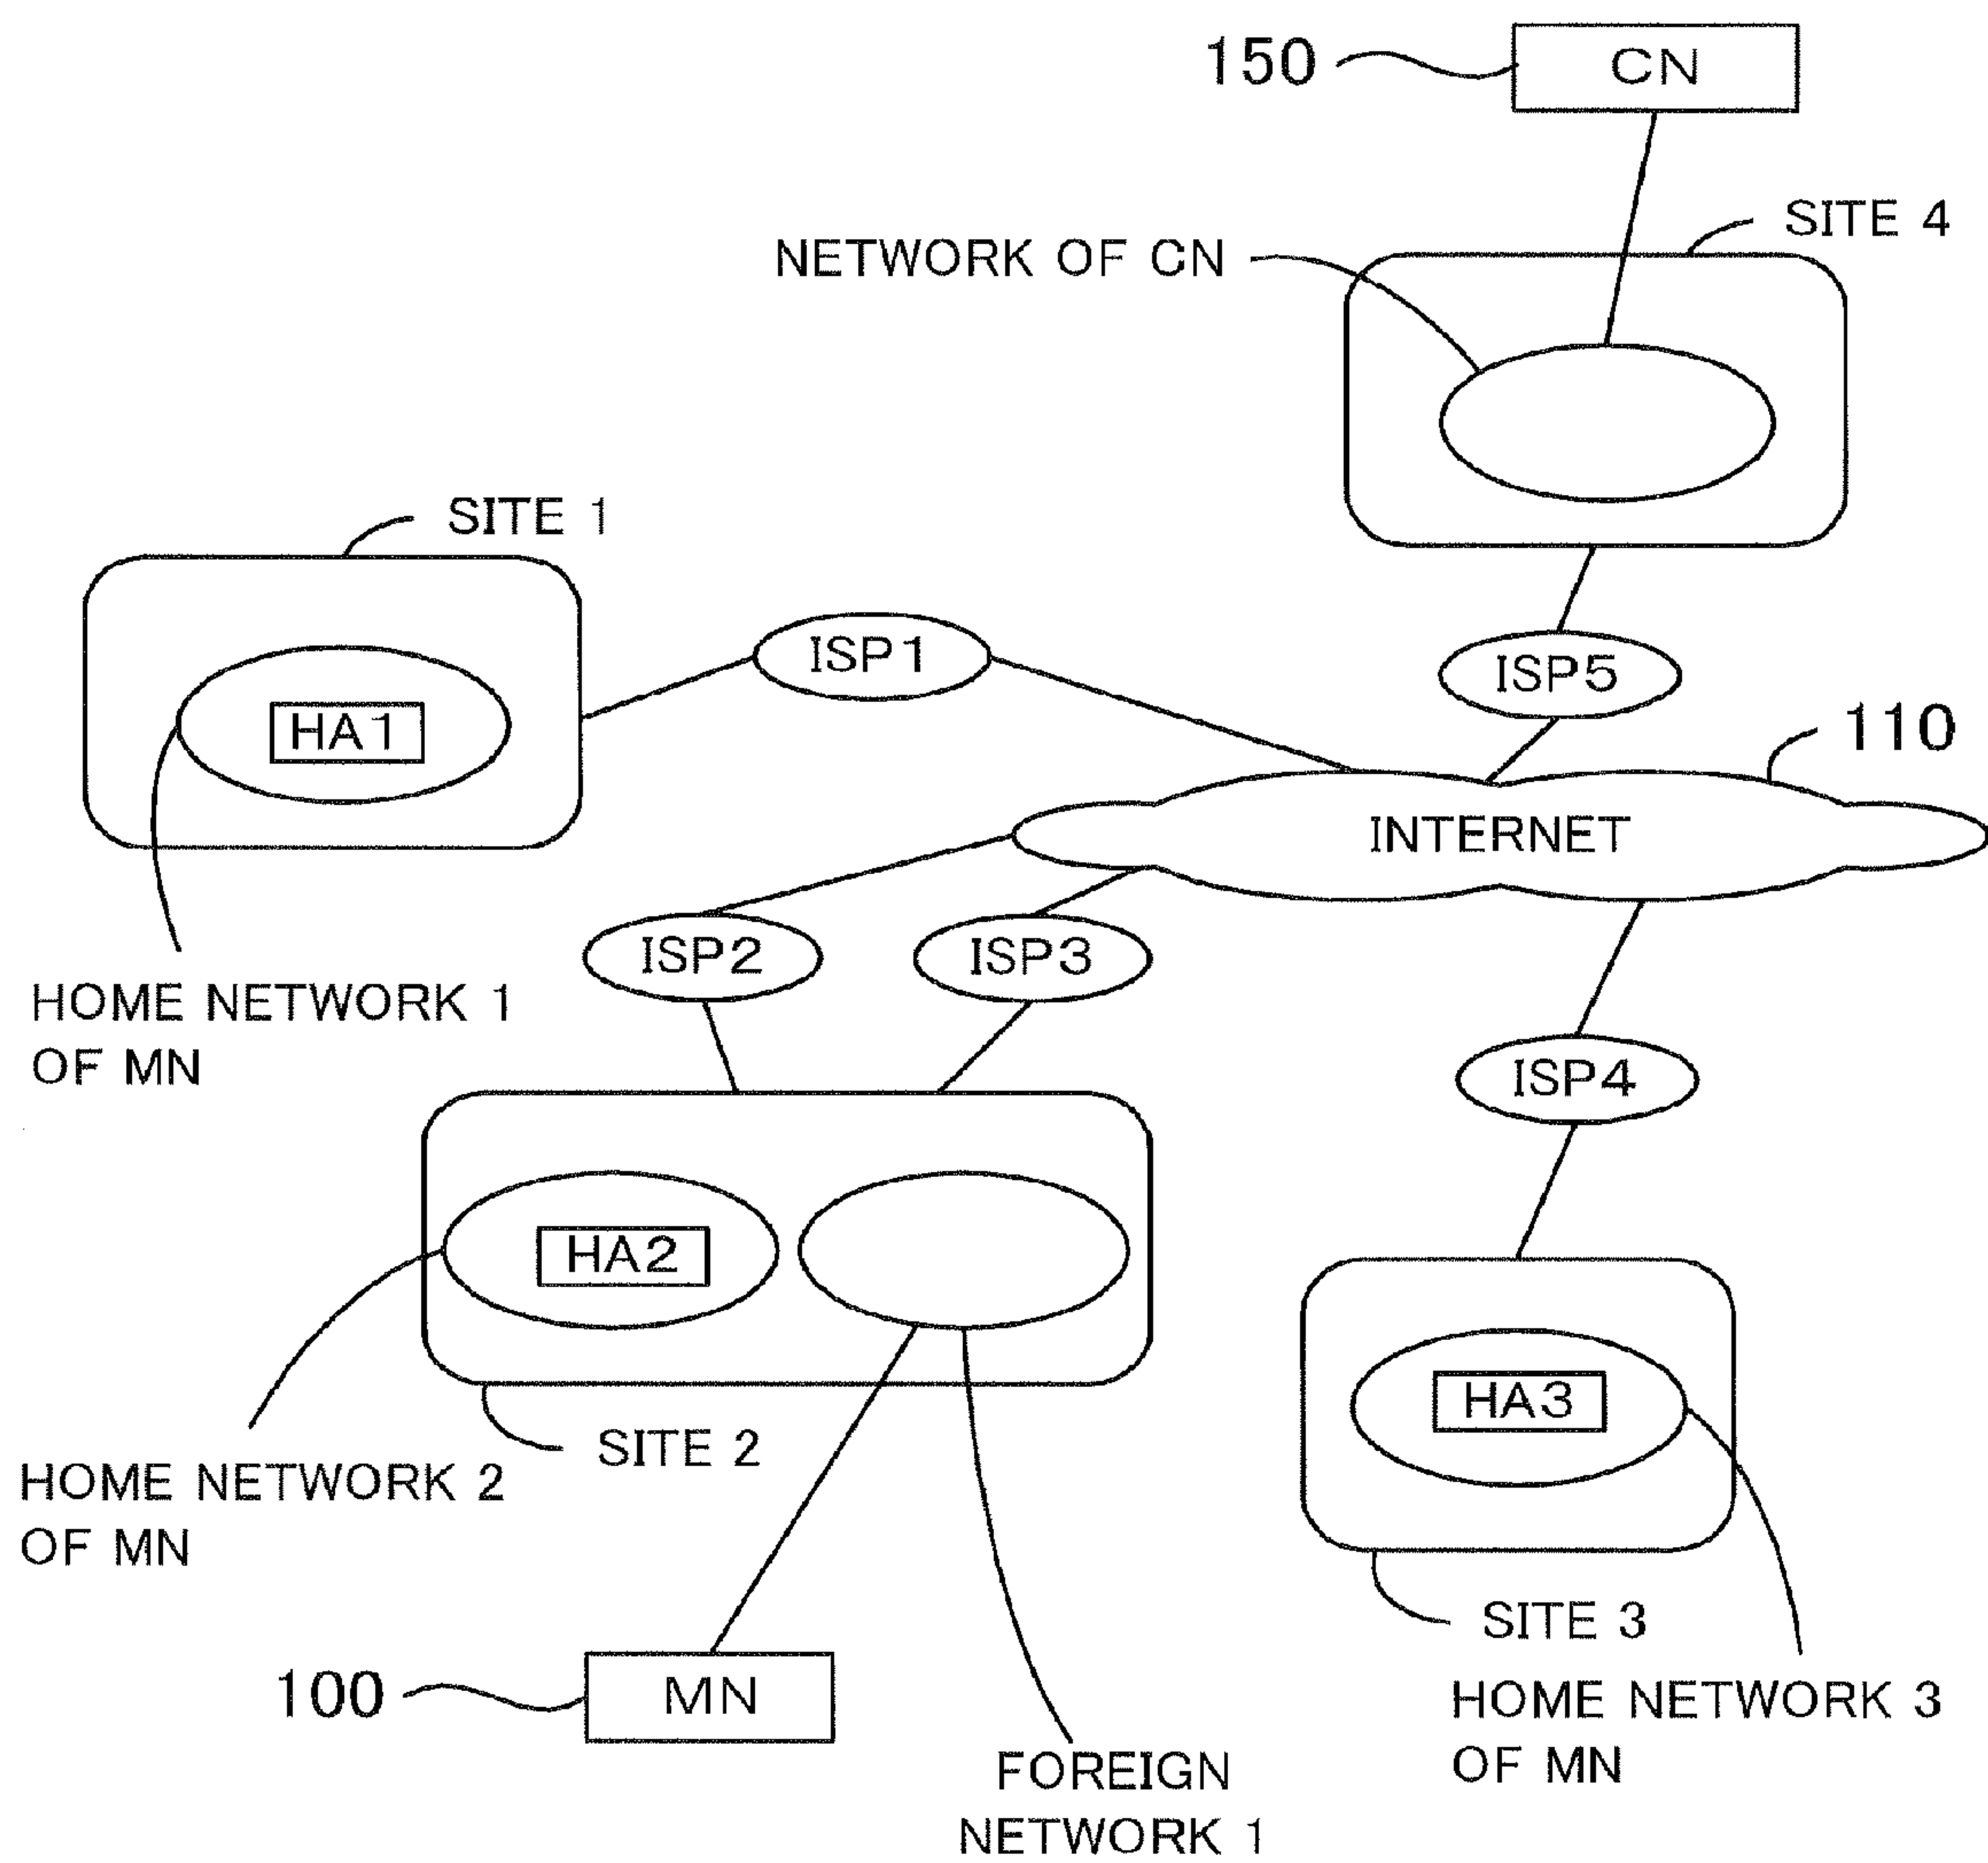 150
CN
SITE 4
NETWORK OF CN
SITE 1
ISP1
ISP5
HA1
110
INTERNET
ISP2
ISP3
HOME NETWORK 1
OF MN
ISP4
HA2
HA3
SITE 2
HOME NETWORK 2
OF MN
SITE 3
100
MN
HOME NETWORK 3
OF MN
FOREIGN
NETWORK 1